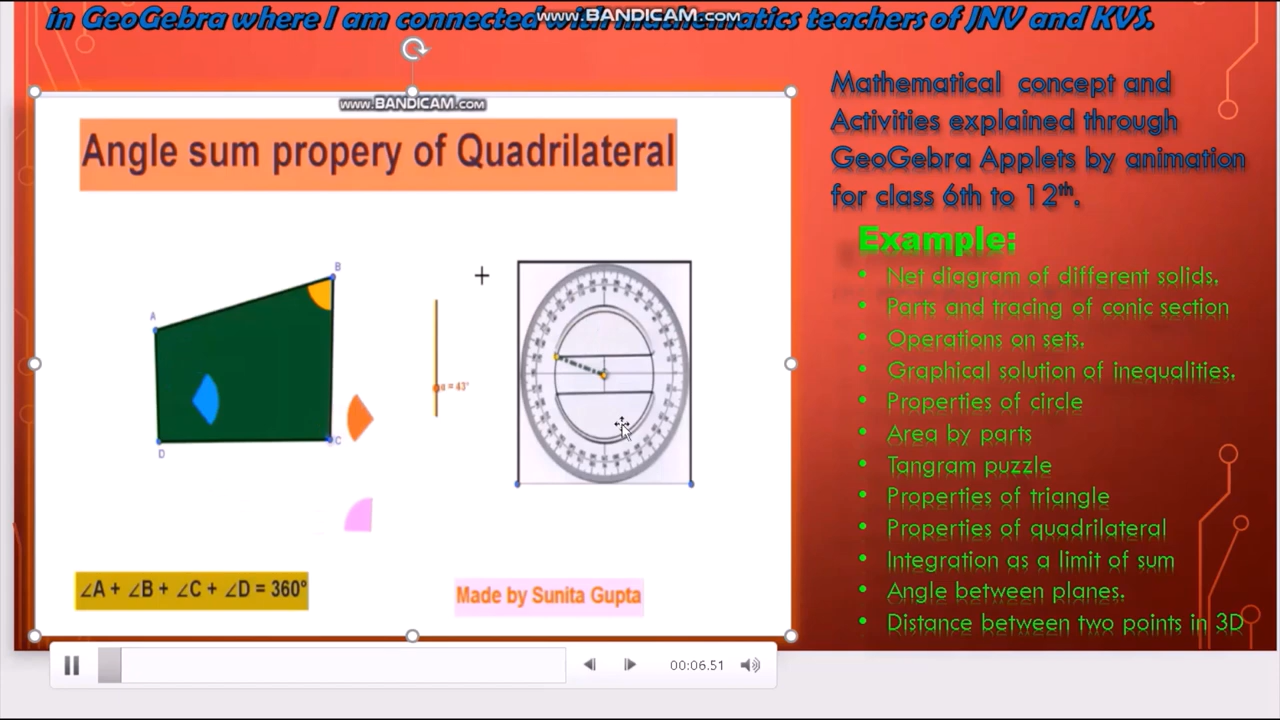 www.BANDICAM.com
in GeoGebra where I am connected with mathematics teachers of JNV and KVS.
www.BANDICAM.com
Angle sum propery of Quadrilateral
B
A
α = 43°
C
D
∠A + ∠B + ∠C + ∠D = 360°
Made by Sunita Gupta
Mathematical concept and
Activities explained through
GeoGebra Applets by animation
for class 6th to 12th.
Example:
• Net diagram of different solids.
• Parts and tracing of conic section
• Operations on sets.
• Graphical solution of inequalities.
• Properties of circle
• Area by parts
• Tangram puzzle
• Properties of triangle
• Properties of quadrilateral
• Integration as a limit of sum
• Angle between planes.
• Distance between two points in 3D
00:06.51